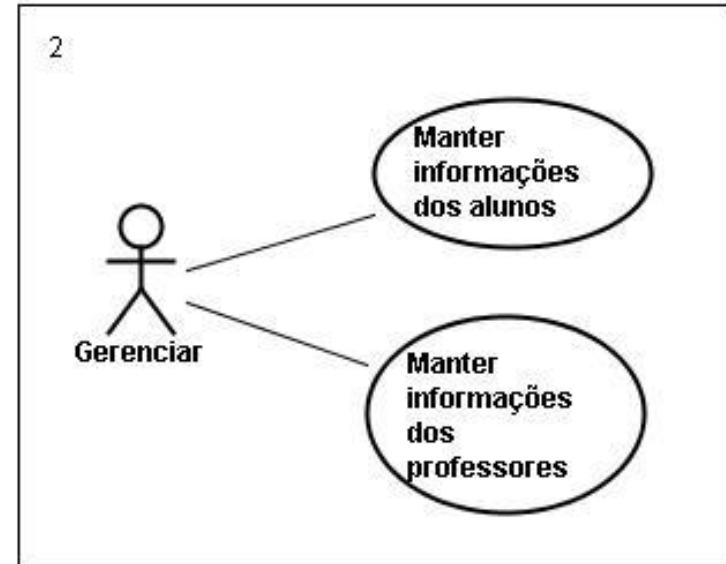 2
Manter
informações
dos alunos
Gerenciar
Manter
informações
dos
professores